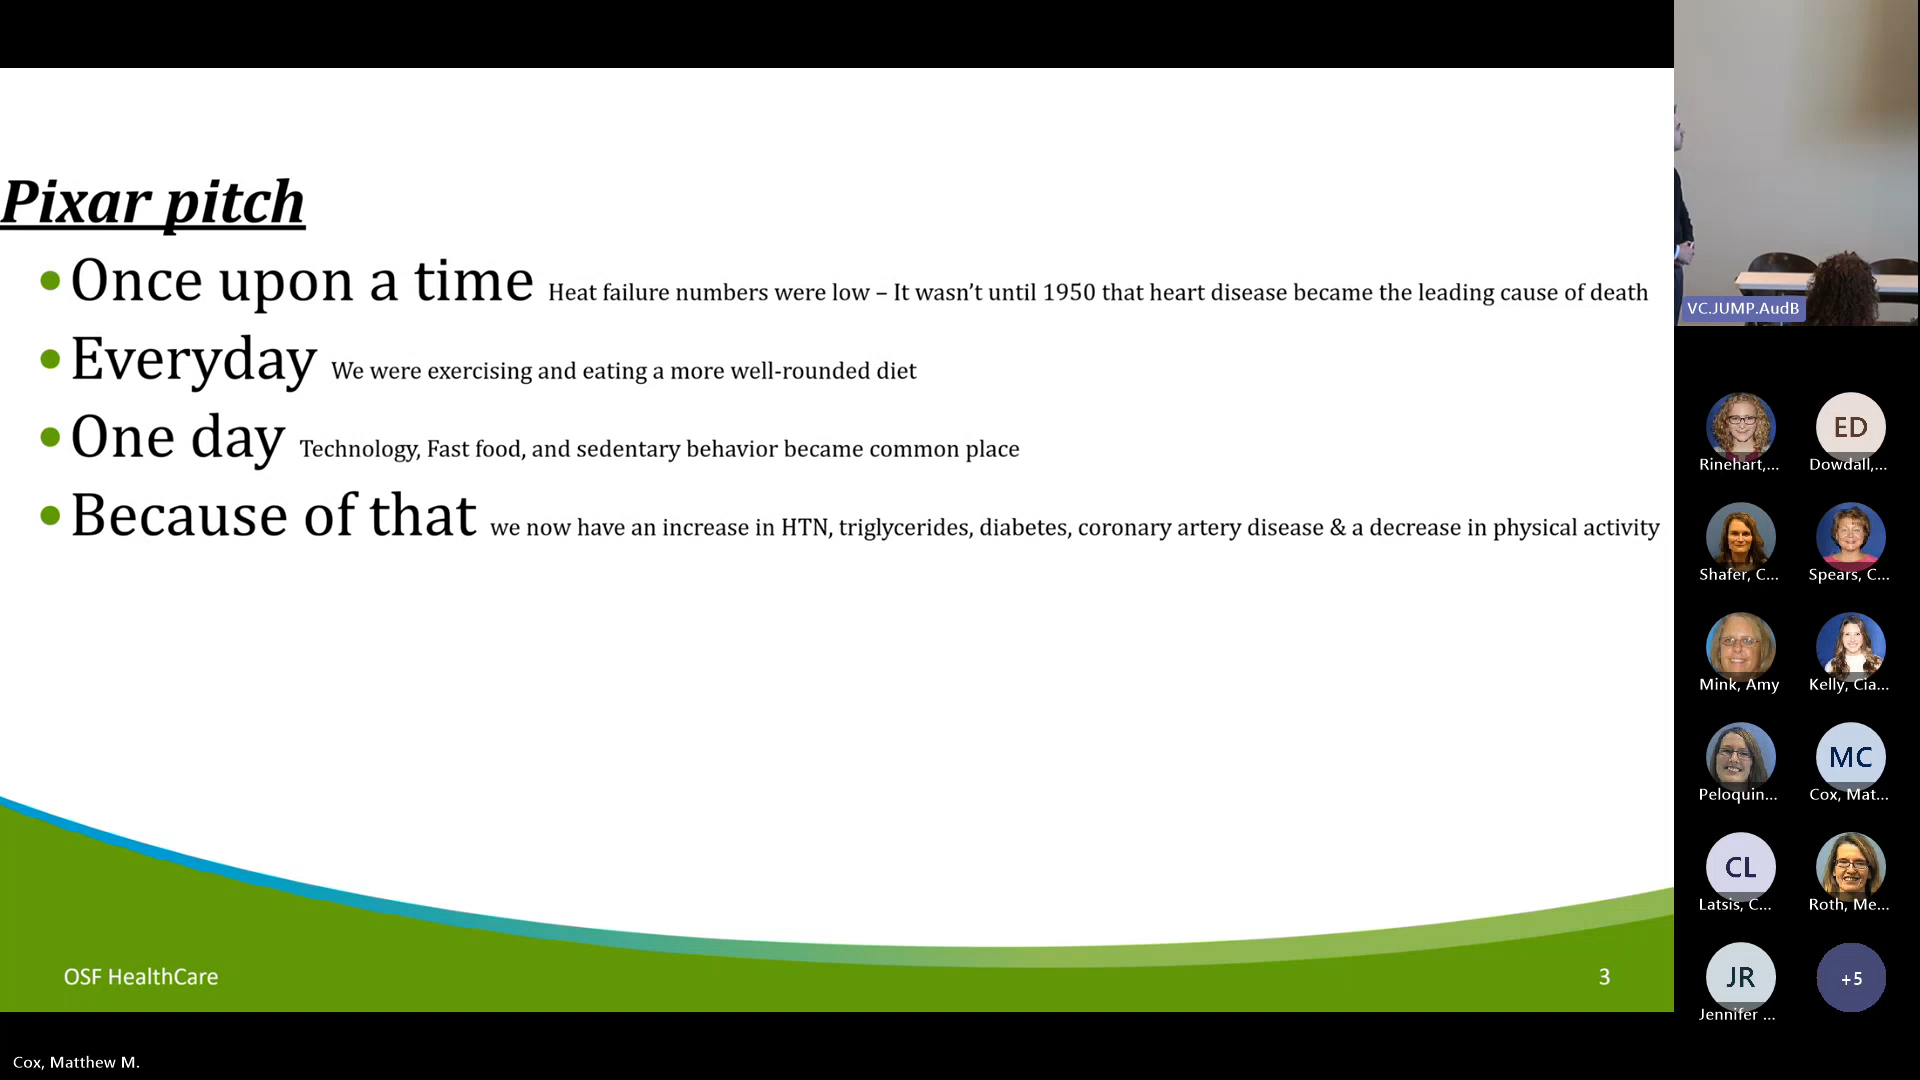 Pixar pitch
• Once upon a time Heat failure numbers were low – It wasn’t until 1950 that heart disease became the leading cause of death
• Everyday We were exercising and eating a more well-rounded diet
• One day Technology, Fast food, and sedentary behavior became common place
• Because of that we now have an increase in HTN, triglycerides, diabetes, coronary artery disease & a decrease in physical activity
OSF HealthCare
3
Cox, Matthew M.
VC.JUMP.AudB
Rinehart,...
ED
Dowdall,...
Shafer, C...
Spears, C...
Mink, Amy
Kelly, Cia...
Peloquin...
MC
Cox, Mat...
CL
Latsis, C...
Roth, Me...
JR
Jennifer ...
+5